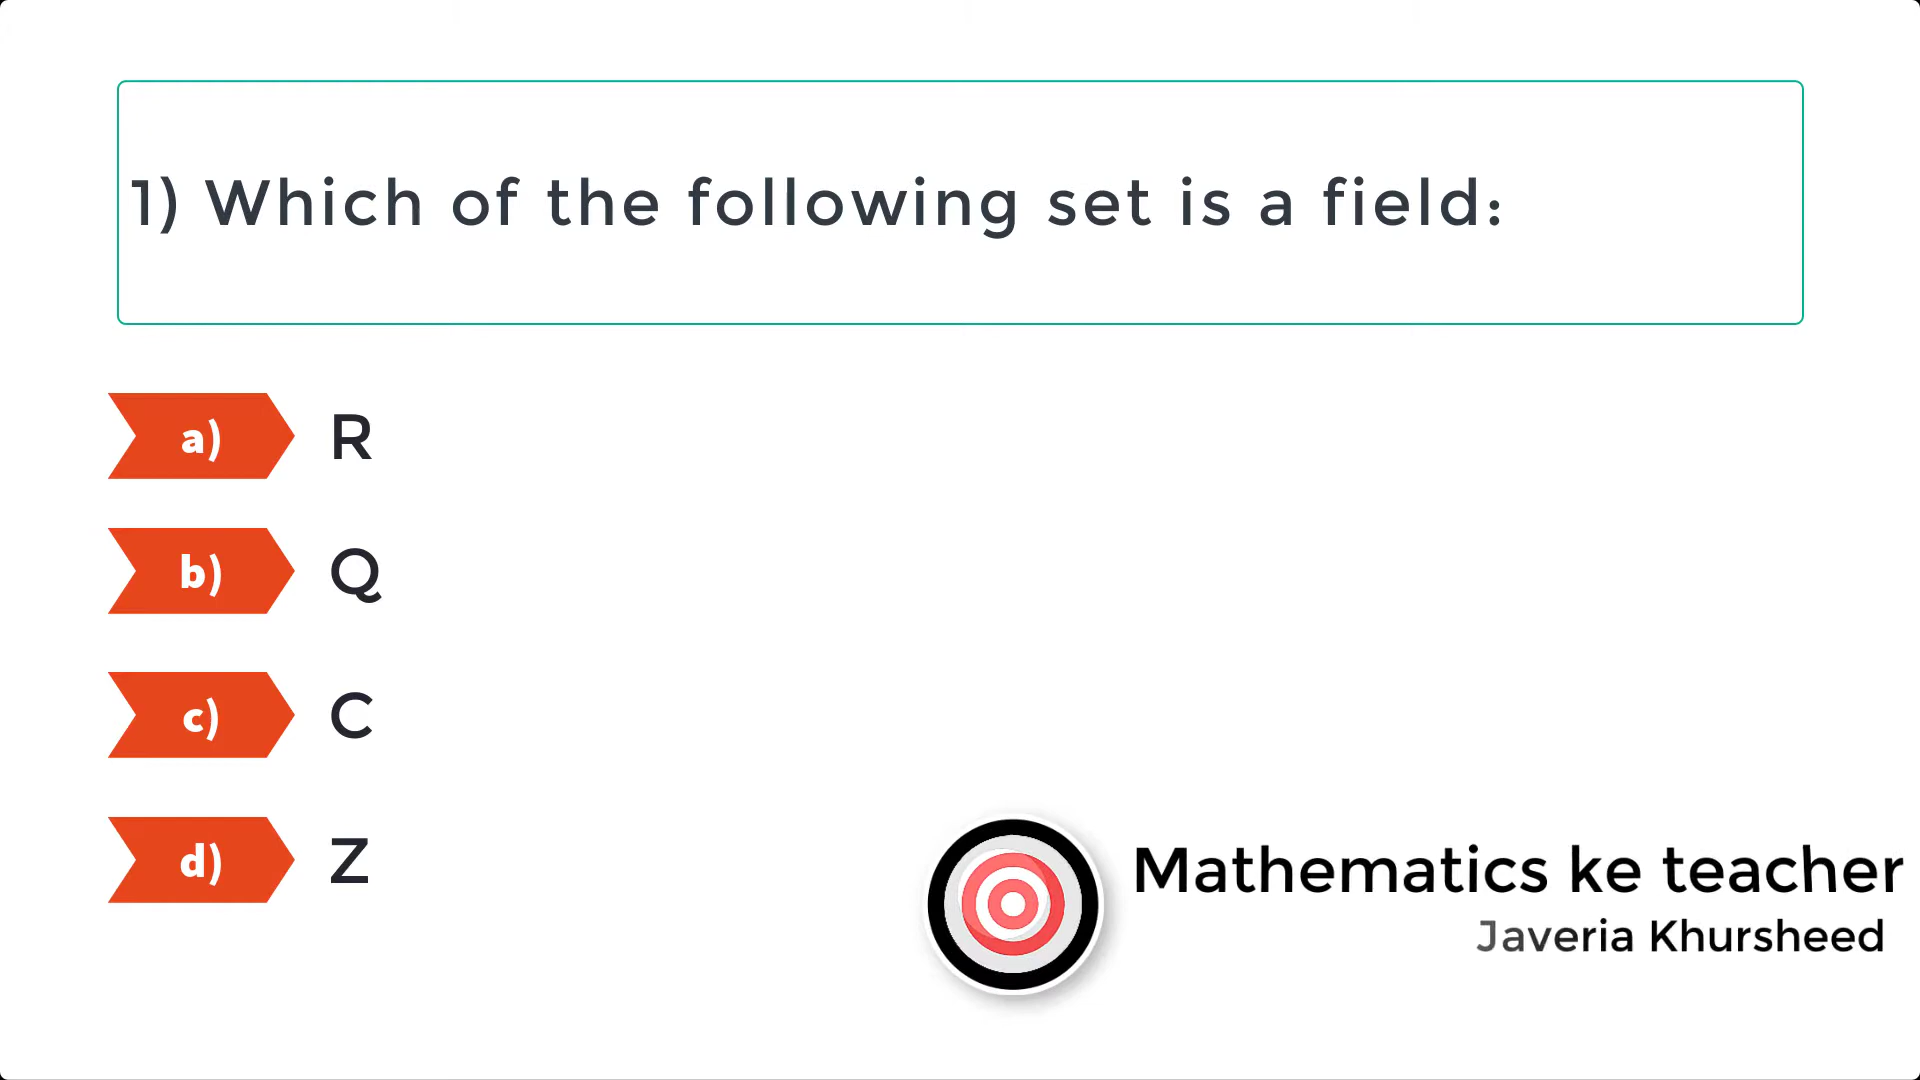 1) Which of the following set is a field:
a) R
b) Q
c) C
d) Z
Mathematics ke teacher
Javeria Khursheed